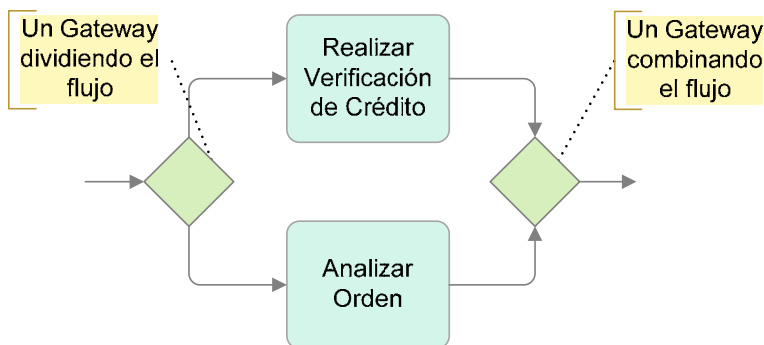 Un Gateway
dividiendo el
flujo
Realizar
Verificación
de Crédito
Un Gateway
combinando
el flujo
Analizar
Orden